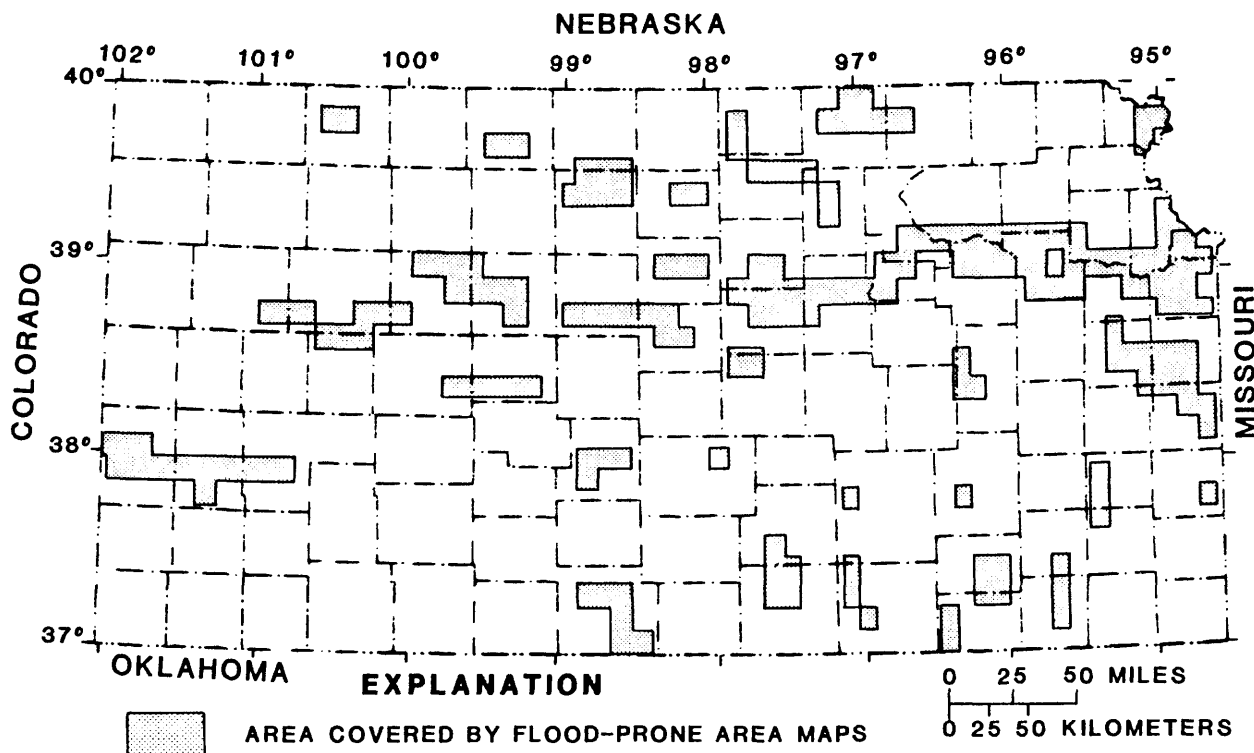 NEBRASKA
102° 101° 100° 99° 98° 97° 96° 95°
40°
39°
COLORADO
MISSOURI
38°
37°
OKLAHOMA
EXPLANATION
0 25 50 MILES
0 25 50 KILOMETERS
AREA COVERED BY FLOOD-PRONE AREA MAPS